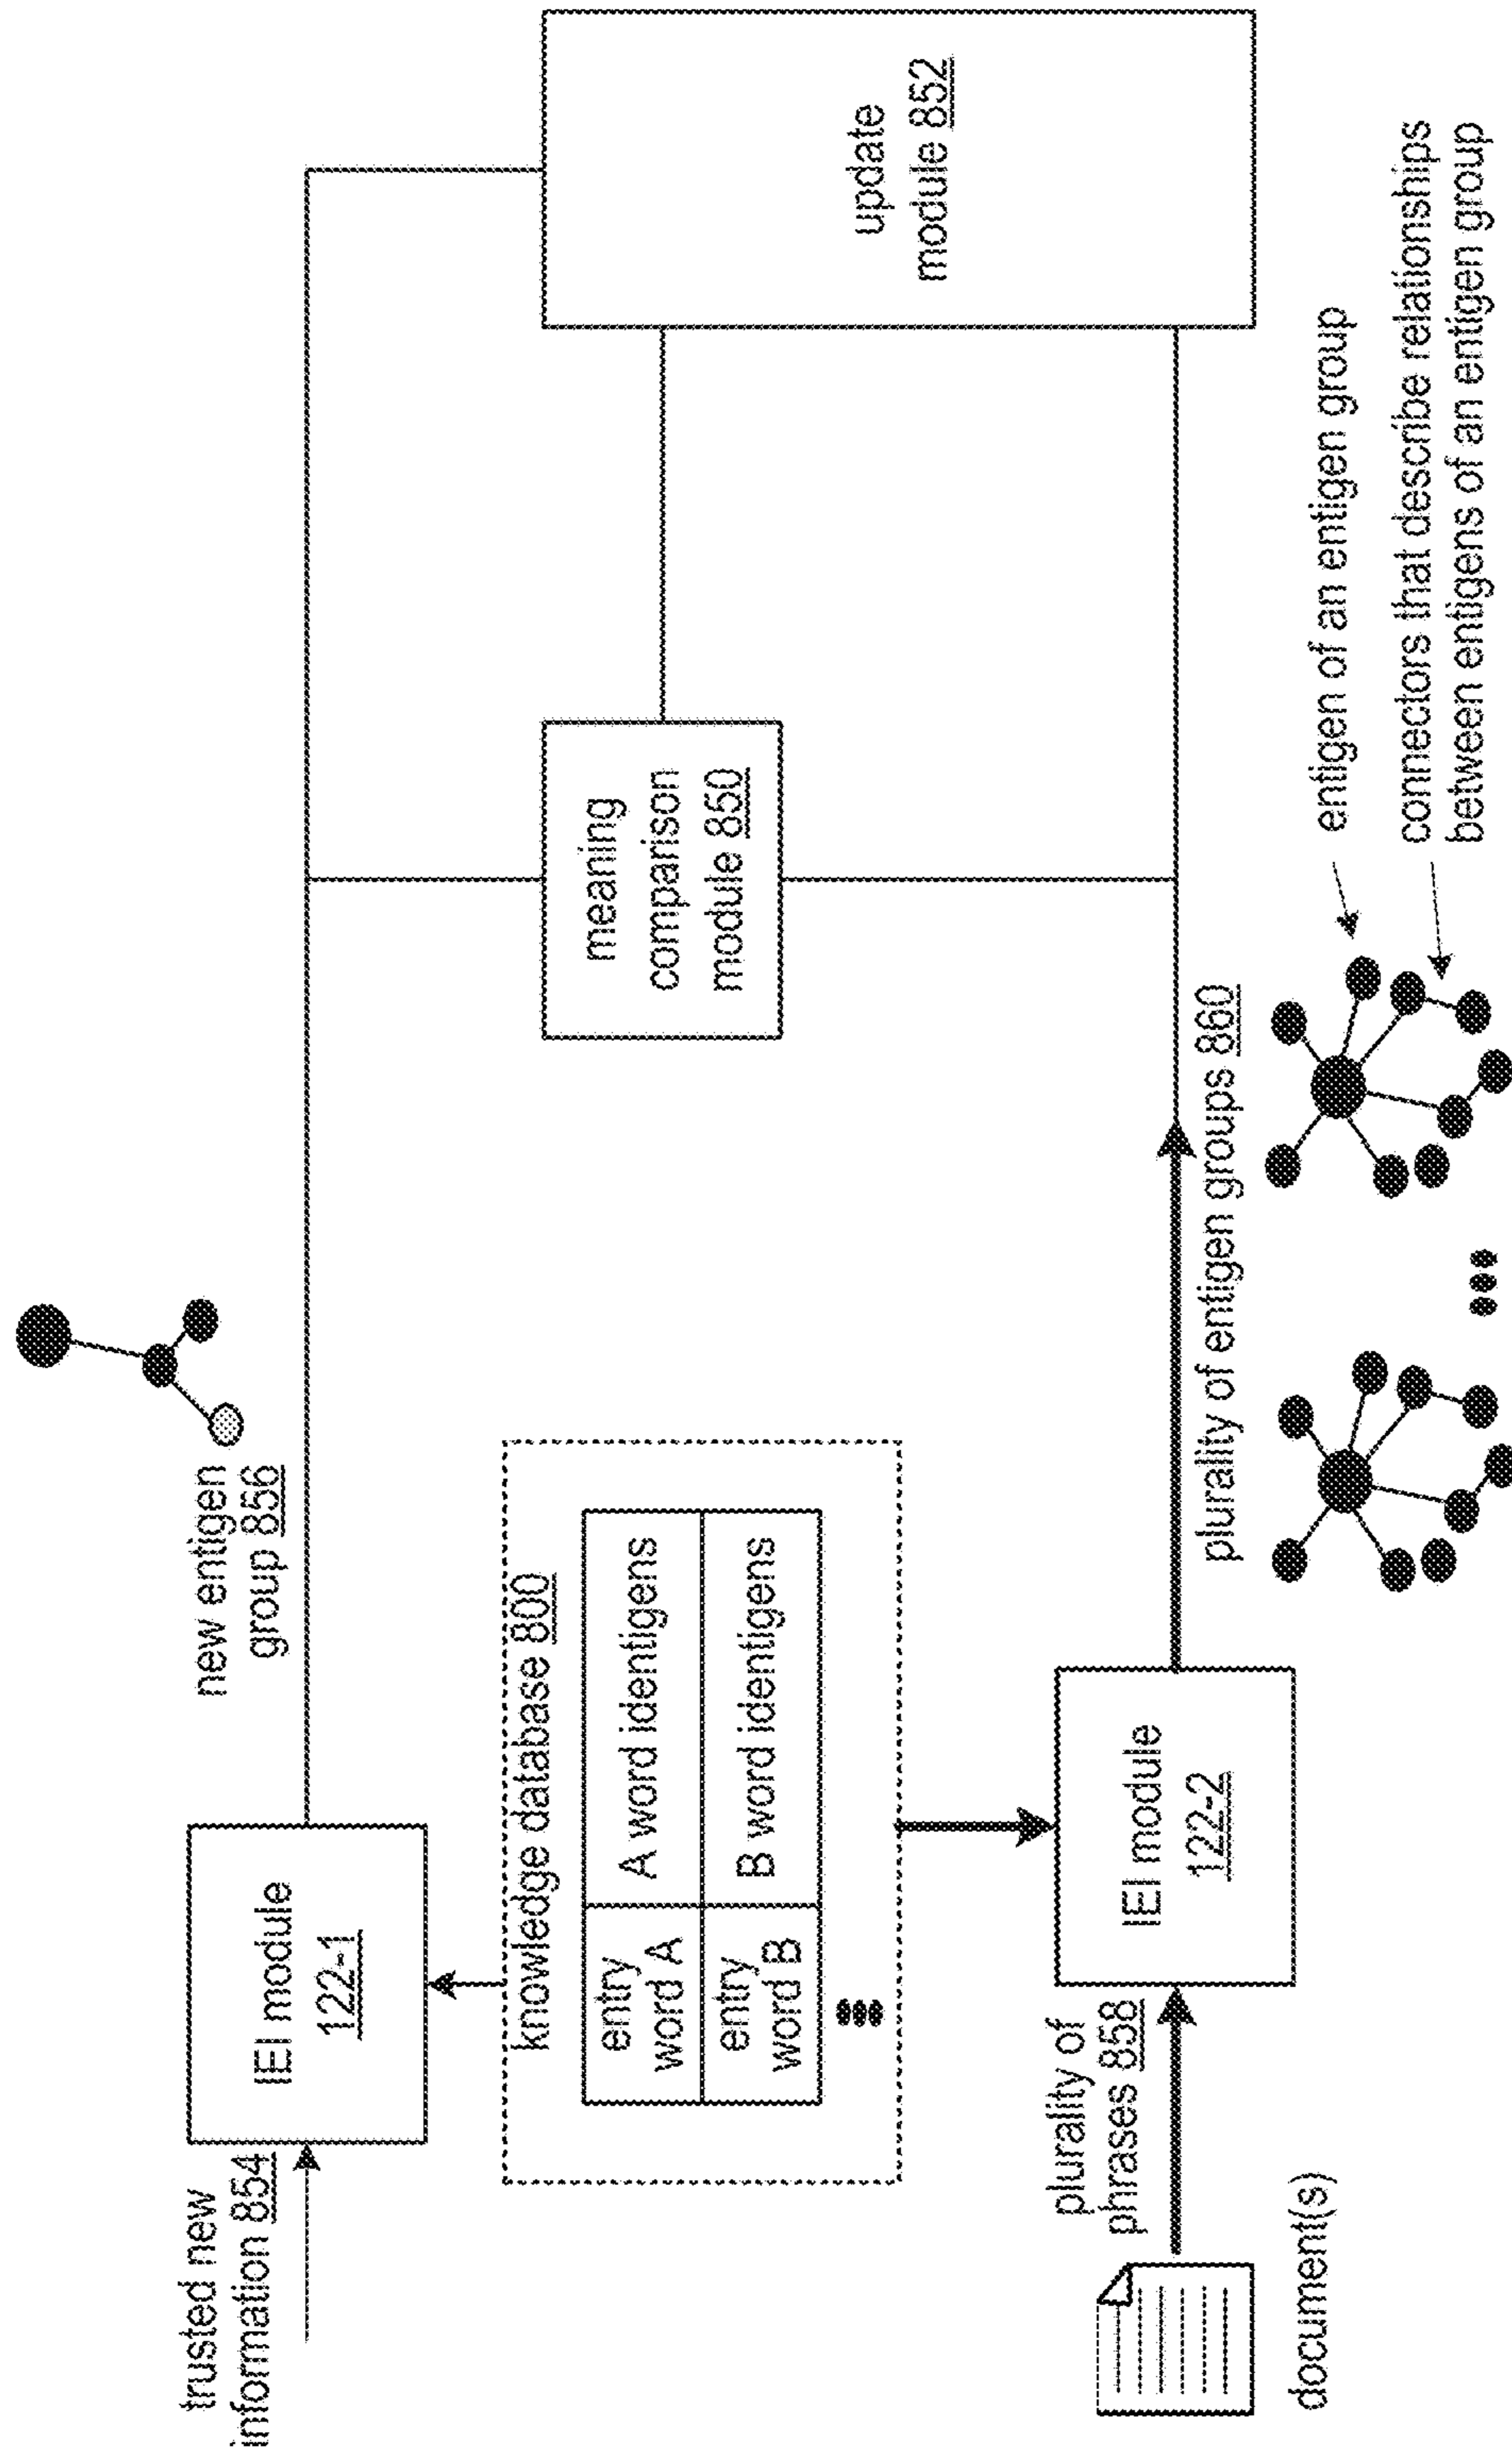 trusted new
information 854
IEI module
122-1
new entigen
group 856
knowledge database 800
entry
word A
A word identigens
entry
word B
B word identigens
meaning
comparison
module 850
update
module 852
plurality of
phrases 858
document(s)
IEI module
122-2
plurality of entigen groups 860
entigen of an entigen group
connectors that describe relationships
between entigens of an entigen group